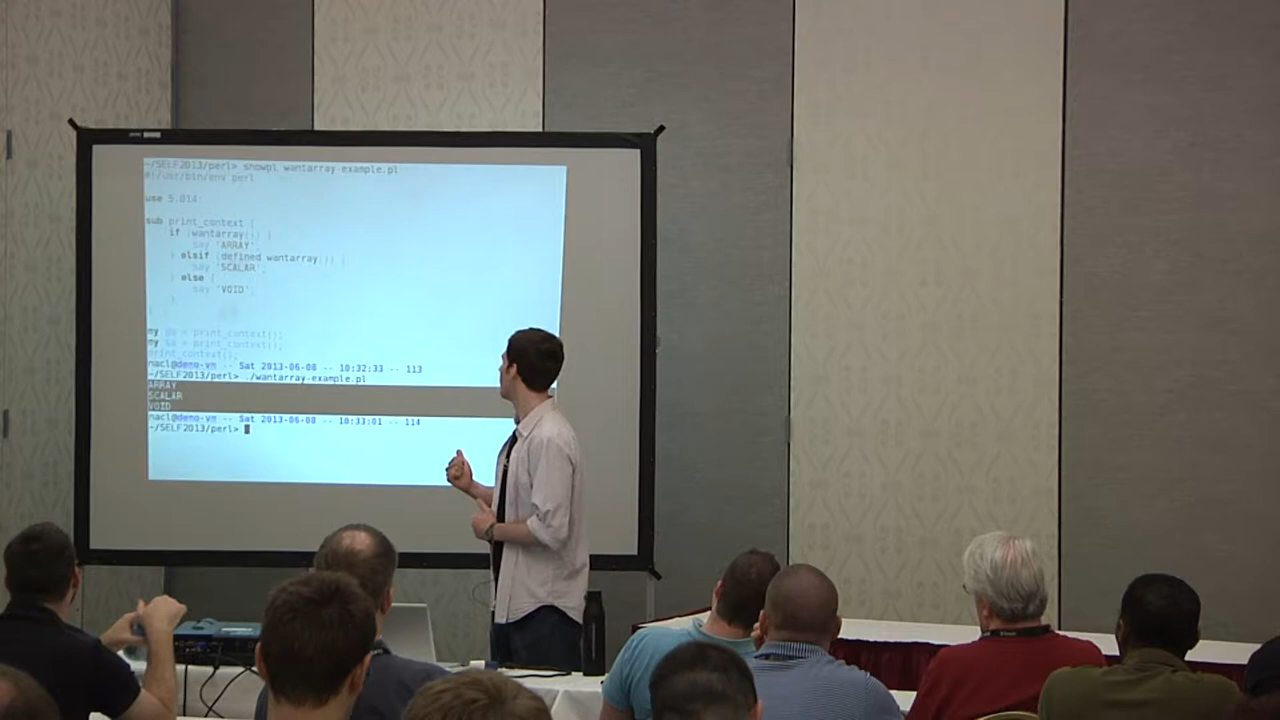 ~/SELF2013/perl> showpl wantarray-example.pl
#!/usr/bin/env perl
use 5.014;
sub print_context {
if (wantarray()) {
say 'ARRAY';
} elsif (defined wantarray()) {
say 'SCALAR';
} else {
say 'VOID';
}
}
my @a = print_context();
my $a = print_context();
print_context();
nacl@demo-vm -- Sat 2013-06-08 -- 10:32:33 -- 113
~/SELF2013/perl> ./wantarray-example.pl
ARRAY
SCALAR
VOID
nacl@demo-vm -- Sat 2013-06-08 -- 10:33:01 -- 114
~/SELF2013/perl>